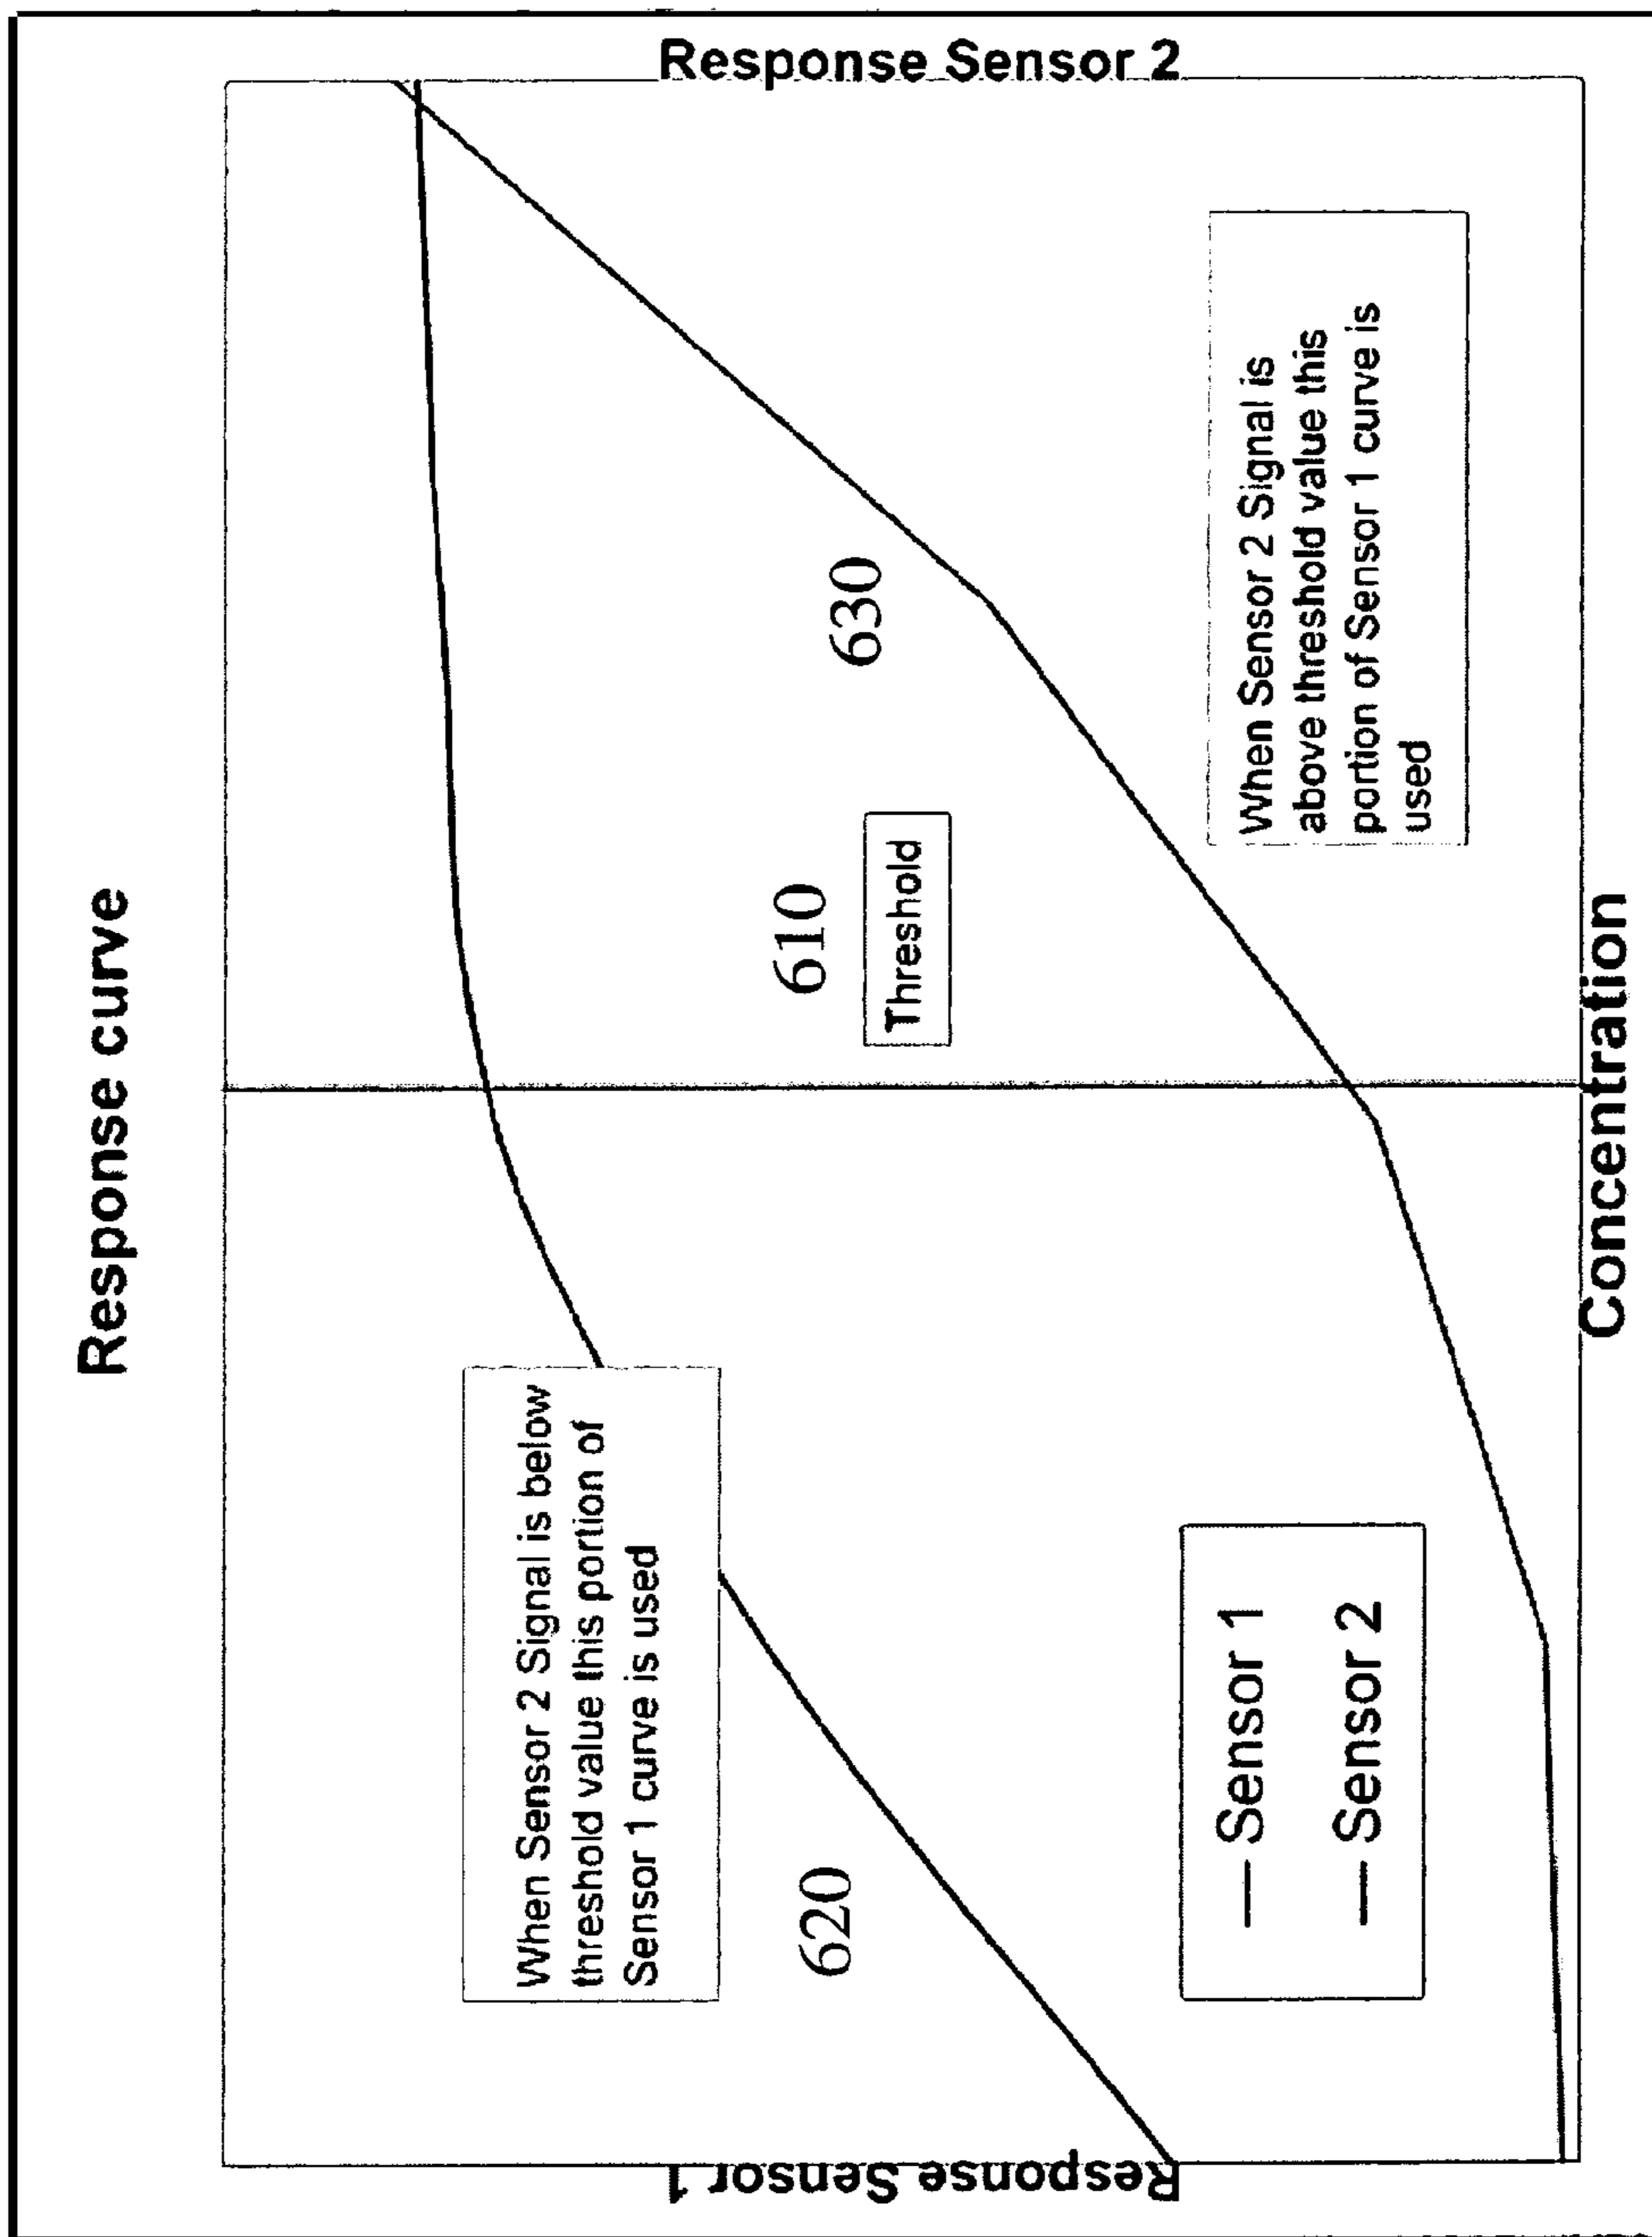 Response curve
Response Sensor 1
Response Sensor 2
When Sensor 2 Signal is below
threshold value this portion of
Sensor 1 curve is used
620
610
Threshold
630
When Sensor 2 Signal is
above threshold value this
portion of Sensor 1 curve is
used
Sensor 1
Sensor 2
Concentration